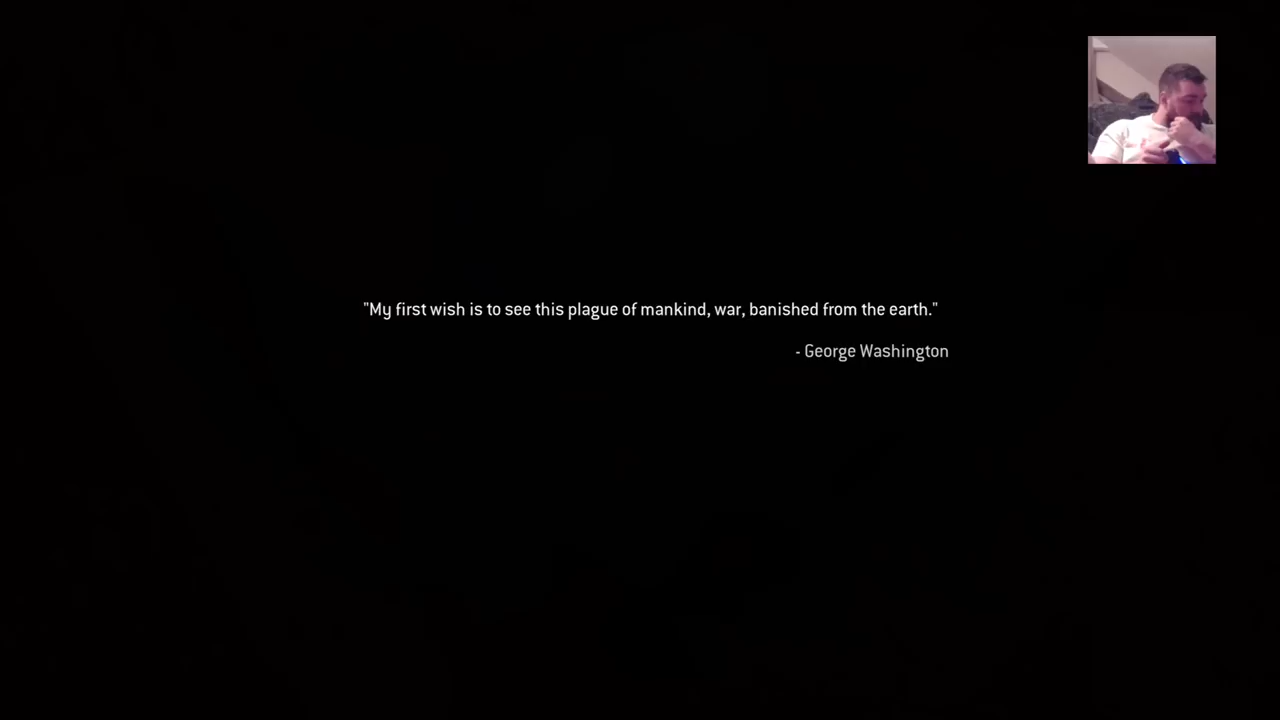 "My first wish is to see this plague of mankind, war, banished from the earth."
- George Washington